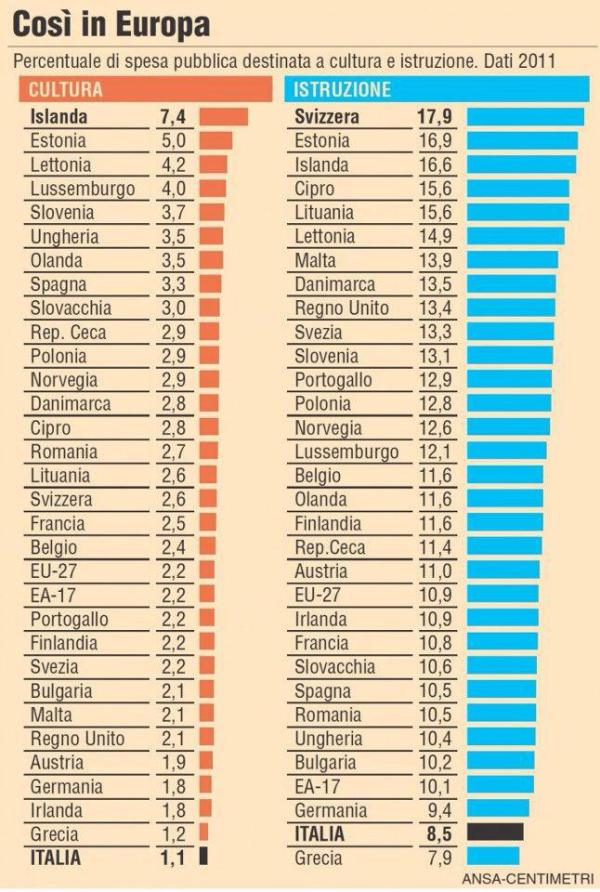 Così in Europa
Percentuale di spesa pubblica destinata a cultura e istruzione. Dati 2011
CULTURA
Islanda 7,4
Estonia 5,0
Lettonia 4,2
Lussemburgo 4,0
Slovenia 3,7
Ungheria 3,5
Olanda 3,5
Spagna 3,3
Slovacchia 3,0
Rep. Ceca 2,9
Polonia 2,9
Norvegia 2,9
Danimarca 2,8
Cipro 2,8
Romania 2,7
Lituania 2,6
Svizzera 2,6
Francia 2,5
Belgio 2,4
EU-27 2,2
EA-17 2,2
Portogallo 2,2
Finlandia 2,2
Svezia 2,2
Bulgaria 2,1
Malta 2,1
Regno Unito 2,1
Austria 1,9
Germania 1,8
Irlanda 1,8
Grecia 1,2
ITALIA 1,1
ISTRUZIONE
Svizzera 17,9
Estonia 16,9
Islanda 16,6
Cipro 15,6
Lituania 15,6
Lettonia 14,9
Malta 13,9
Danimarca 13,5
Regno Unito 13,4
Svezia 13,3
Slovenia 13,1
Portogallo 12,9
Polonia 12,8
Norvegia 12,6
Lussemburgo 12,1
Belgio 11,6
Olanda 11,6
Finlandia 11,6
Rep.Ceca 11,4
Austria 11,0
EU-27 10,9
Irlanda 10,9
Francia 10,8
Slovacchia 10,6
Spagna 10,5
Romania 10,5
Ungheria 10,4
Bulgaria 10,2
EA-17 10,1
Germania 9,4
ITALIA 8,5
Grecia 7,9
ANSA-CENTIMETRI